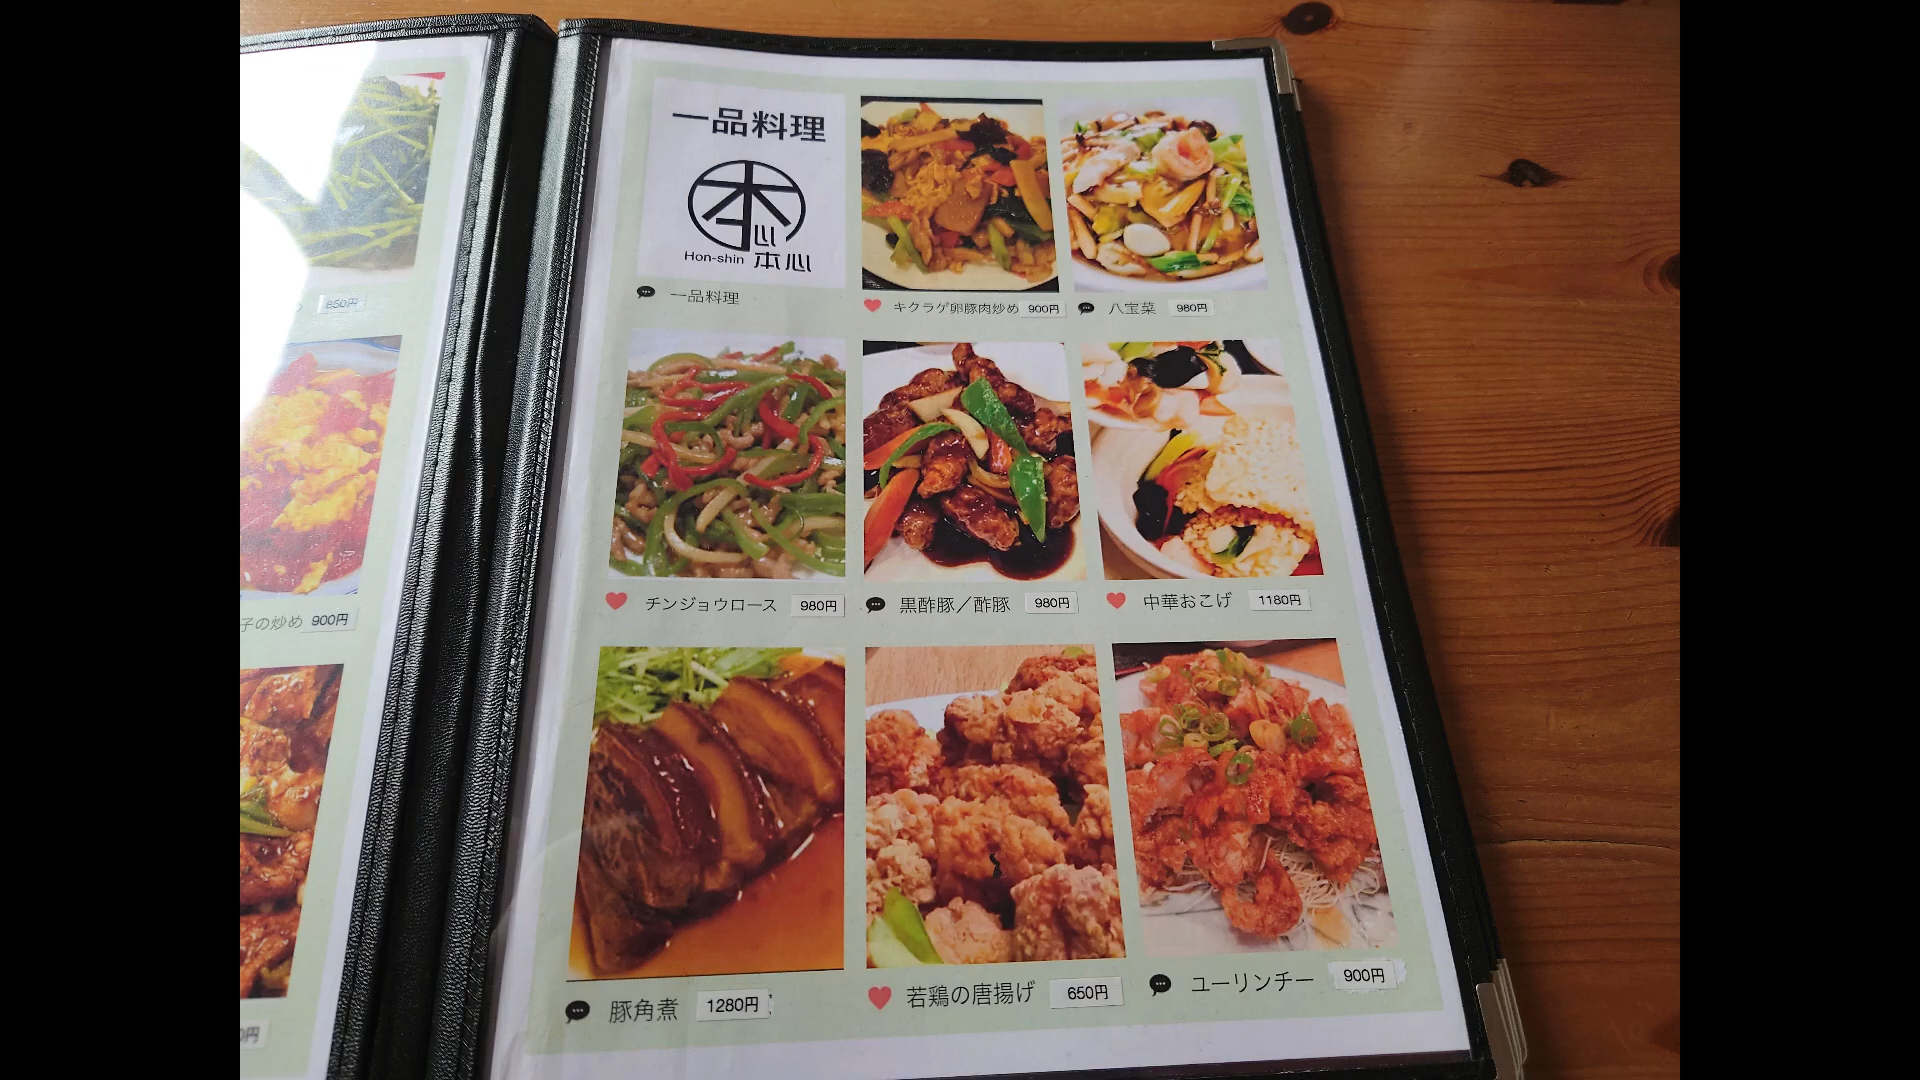 850円
子の炒め 900円
円
一品料理
本心
Hon-shin 本心
一品料理
キクラゲ卵豚肉炒め 900円
八宝菜 980円
チンジョウロース 980円
黒酢豚／酢豚 980円
中華おこげ 1180円
豚角煮 1280円
若鶏の唐揚げ 650円
ユーリンチー 900円